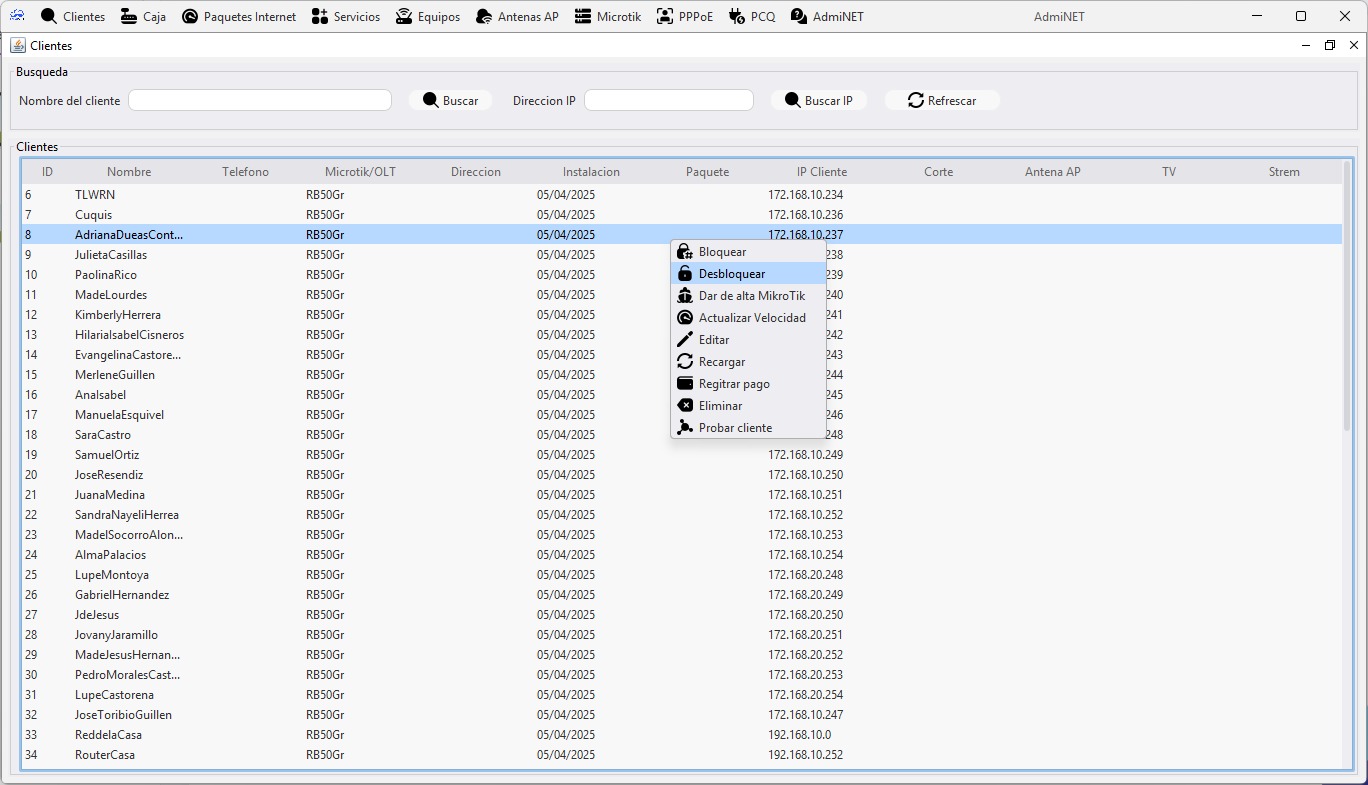 Clientes Caja Paquetes Internet Servicios Equipos Antenas AP Microtik PPPoE PCQ AdmiNET AdmiNET
Clientes
Busqueda
Nombre del cliente Buscar Direccion IP Buscar IP Refrescar
Clientes
ID Nombre Telefono Microtik/OLT Direccion Instalacion Paquete IP Cliente Corte Antena AP TV Strem
6 TLWRN RB50Gr 05/04/2025 172.168.10.234
7 Cuquis RB50Gr 05/04/2025 172.168.10.236
8 AdrianaDueasCont... RB50Gr 05/04/2025 172.168.10.237
9 JulietaCasillas RB50Gr 05/04/2025 238
10 PaolinaRico RB50Gr 05/04/2025 239
11 MadeLourdes RB50Gr 05/04/2025 240
12 KimberlyHerrera RB50Gr 05/04/2025 241
13 HilariaIsabelCisneros RB50Gr 05/04/2025 242
14 EvangelinaCastore... RB50Gr 05/04/2025 243
15 MerleneGuillen RB50Gr 05/04/2025 244
16 AnaIsabel RB50Gr 05/04/2025 245
17 ManuelaEsquivel RB50Gr 05/04/2025 246
18 SaraCastro RB50Gr 05/04/2025 248
19 SamuelOrtiz RB50Gr 05/04/2025 172.168.10.249
20 JoseResendiz RB50Gr 05/04/2025 172.168.10.250
21 JuanaMedina RB50Gr 05/04/2025 172.168.10.251
22 SandraNayeliHerrea RB50Gr 05/04/2025 172.168.10.252
23 MadelSocorroAlon... RB50Gr 05/04/2025 172.168.10.253
24 AlmaPalacios RB50Gr 05/04/2025 172.168.10.254
25 LupeMontoya RB50Gr 05/04/2025 172.168.20.248
26 GabrielHernandez RB50Gr 05/04/2025 172.168.20.249
27 JdeJesus RB50Gr 05/04/2025 172.168.20.250
28 JovanyJaramillo RB50Gr 05/04/2025 172.168.20.251
29 MadeJesusHernan... RB50Gr 05/04/2025 172.168.20.252
30 PedroMoralesCast... RB50Gr 05/04/2025 172.168.20.253
31 LupeCastorena RB50Gr 05/04/2025 172.168.20.254
32 JoseToribioGuillen RB50Gr 05/04/2025 172.168.10.247
33 ReddelaCasa RB50Gr 05/04/2025 192.168.10.0
34 RouterCasa RB50Gr 05/04/2025 192.168.10.252
Bloquear
Desbloquear
Dar de alta MikroTik
Actualizar Velocidad
Editar
Recargar
Regitrar pago
Eliminar
Probar cliente